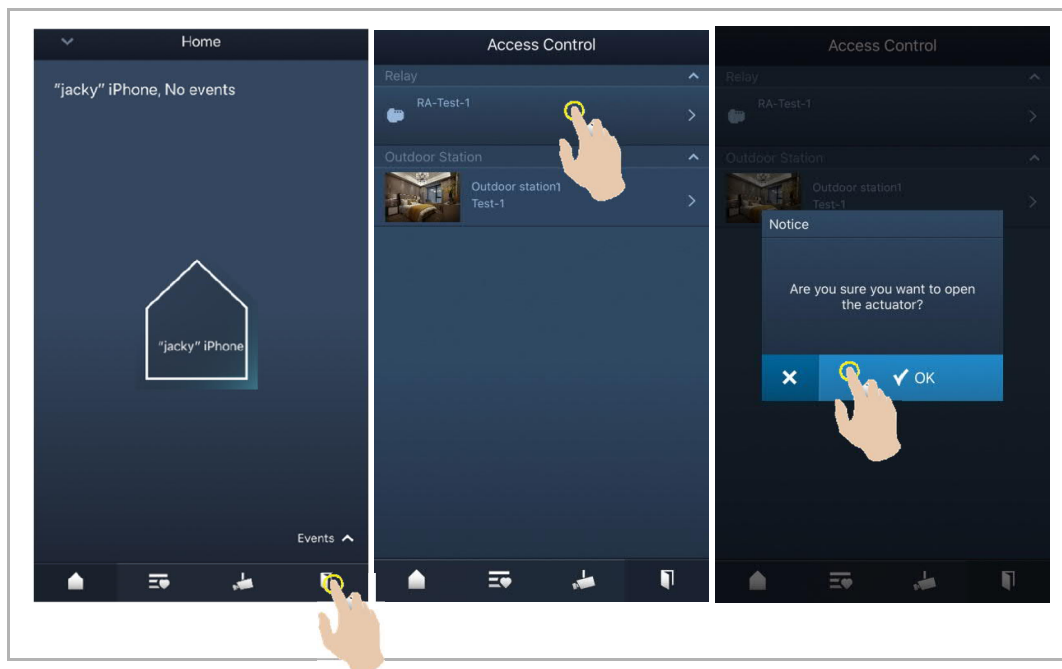 Home
"jacky" iPhone, No events
"jacky" iPhone
Events
Access Control
Relay
RA-Test-1
Outdoor Station
Outdoor station1
Test-1
Access Control
Relay
RA-Test-1
Outdoor Station
Outdoor station1
Test-1
Notice
Are you sure you want to open
the actuator?
OK